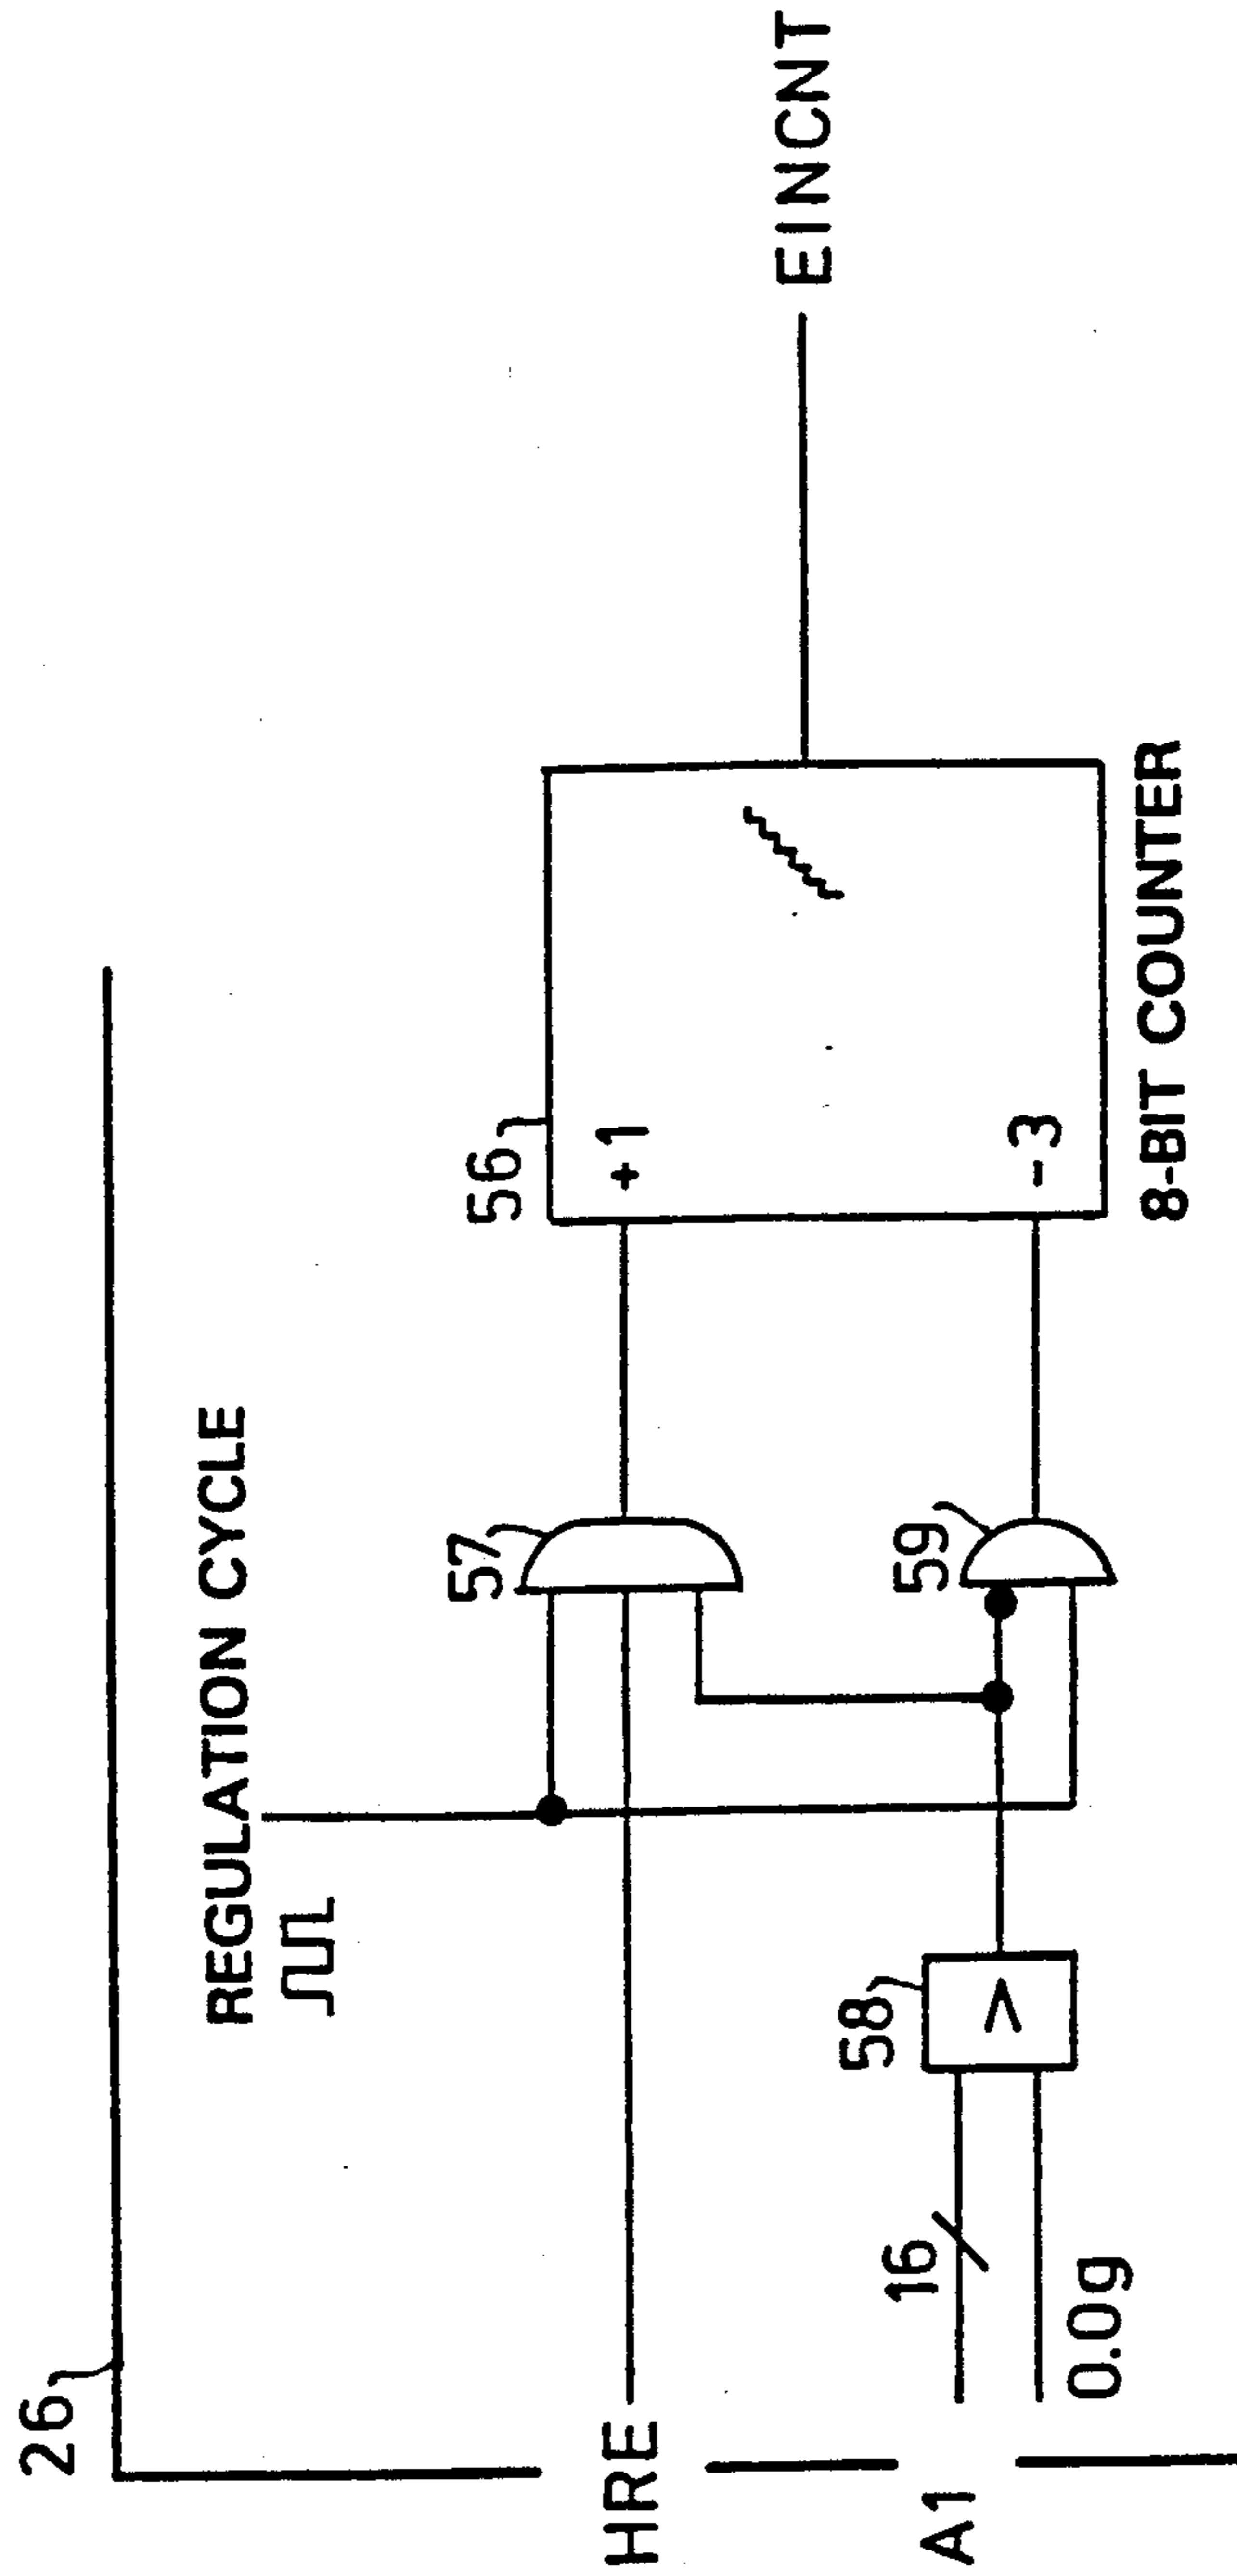 26
REGULATION CYCLE
HRE
57
56
+1
EINCNT
A1
16
58
>
0.0g
59
-3
8-BIT COUNTER